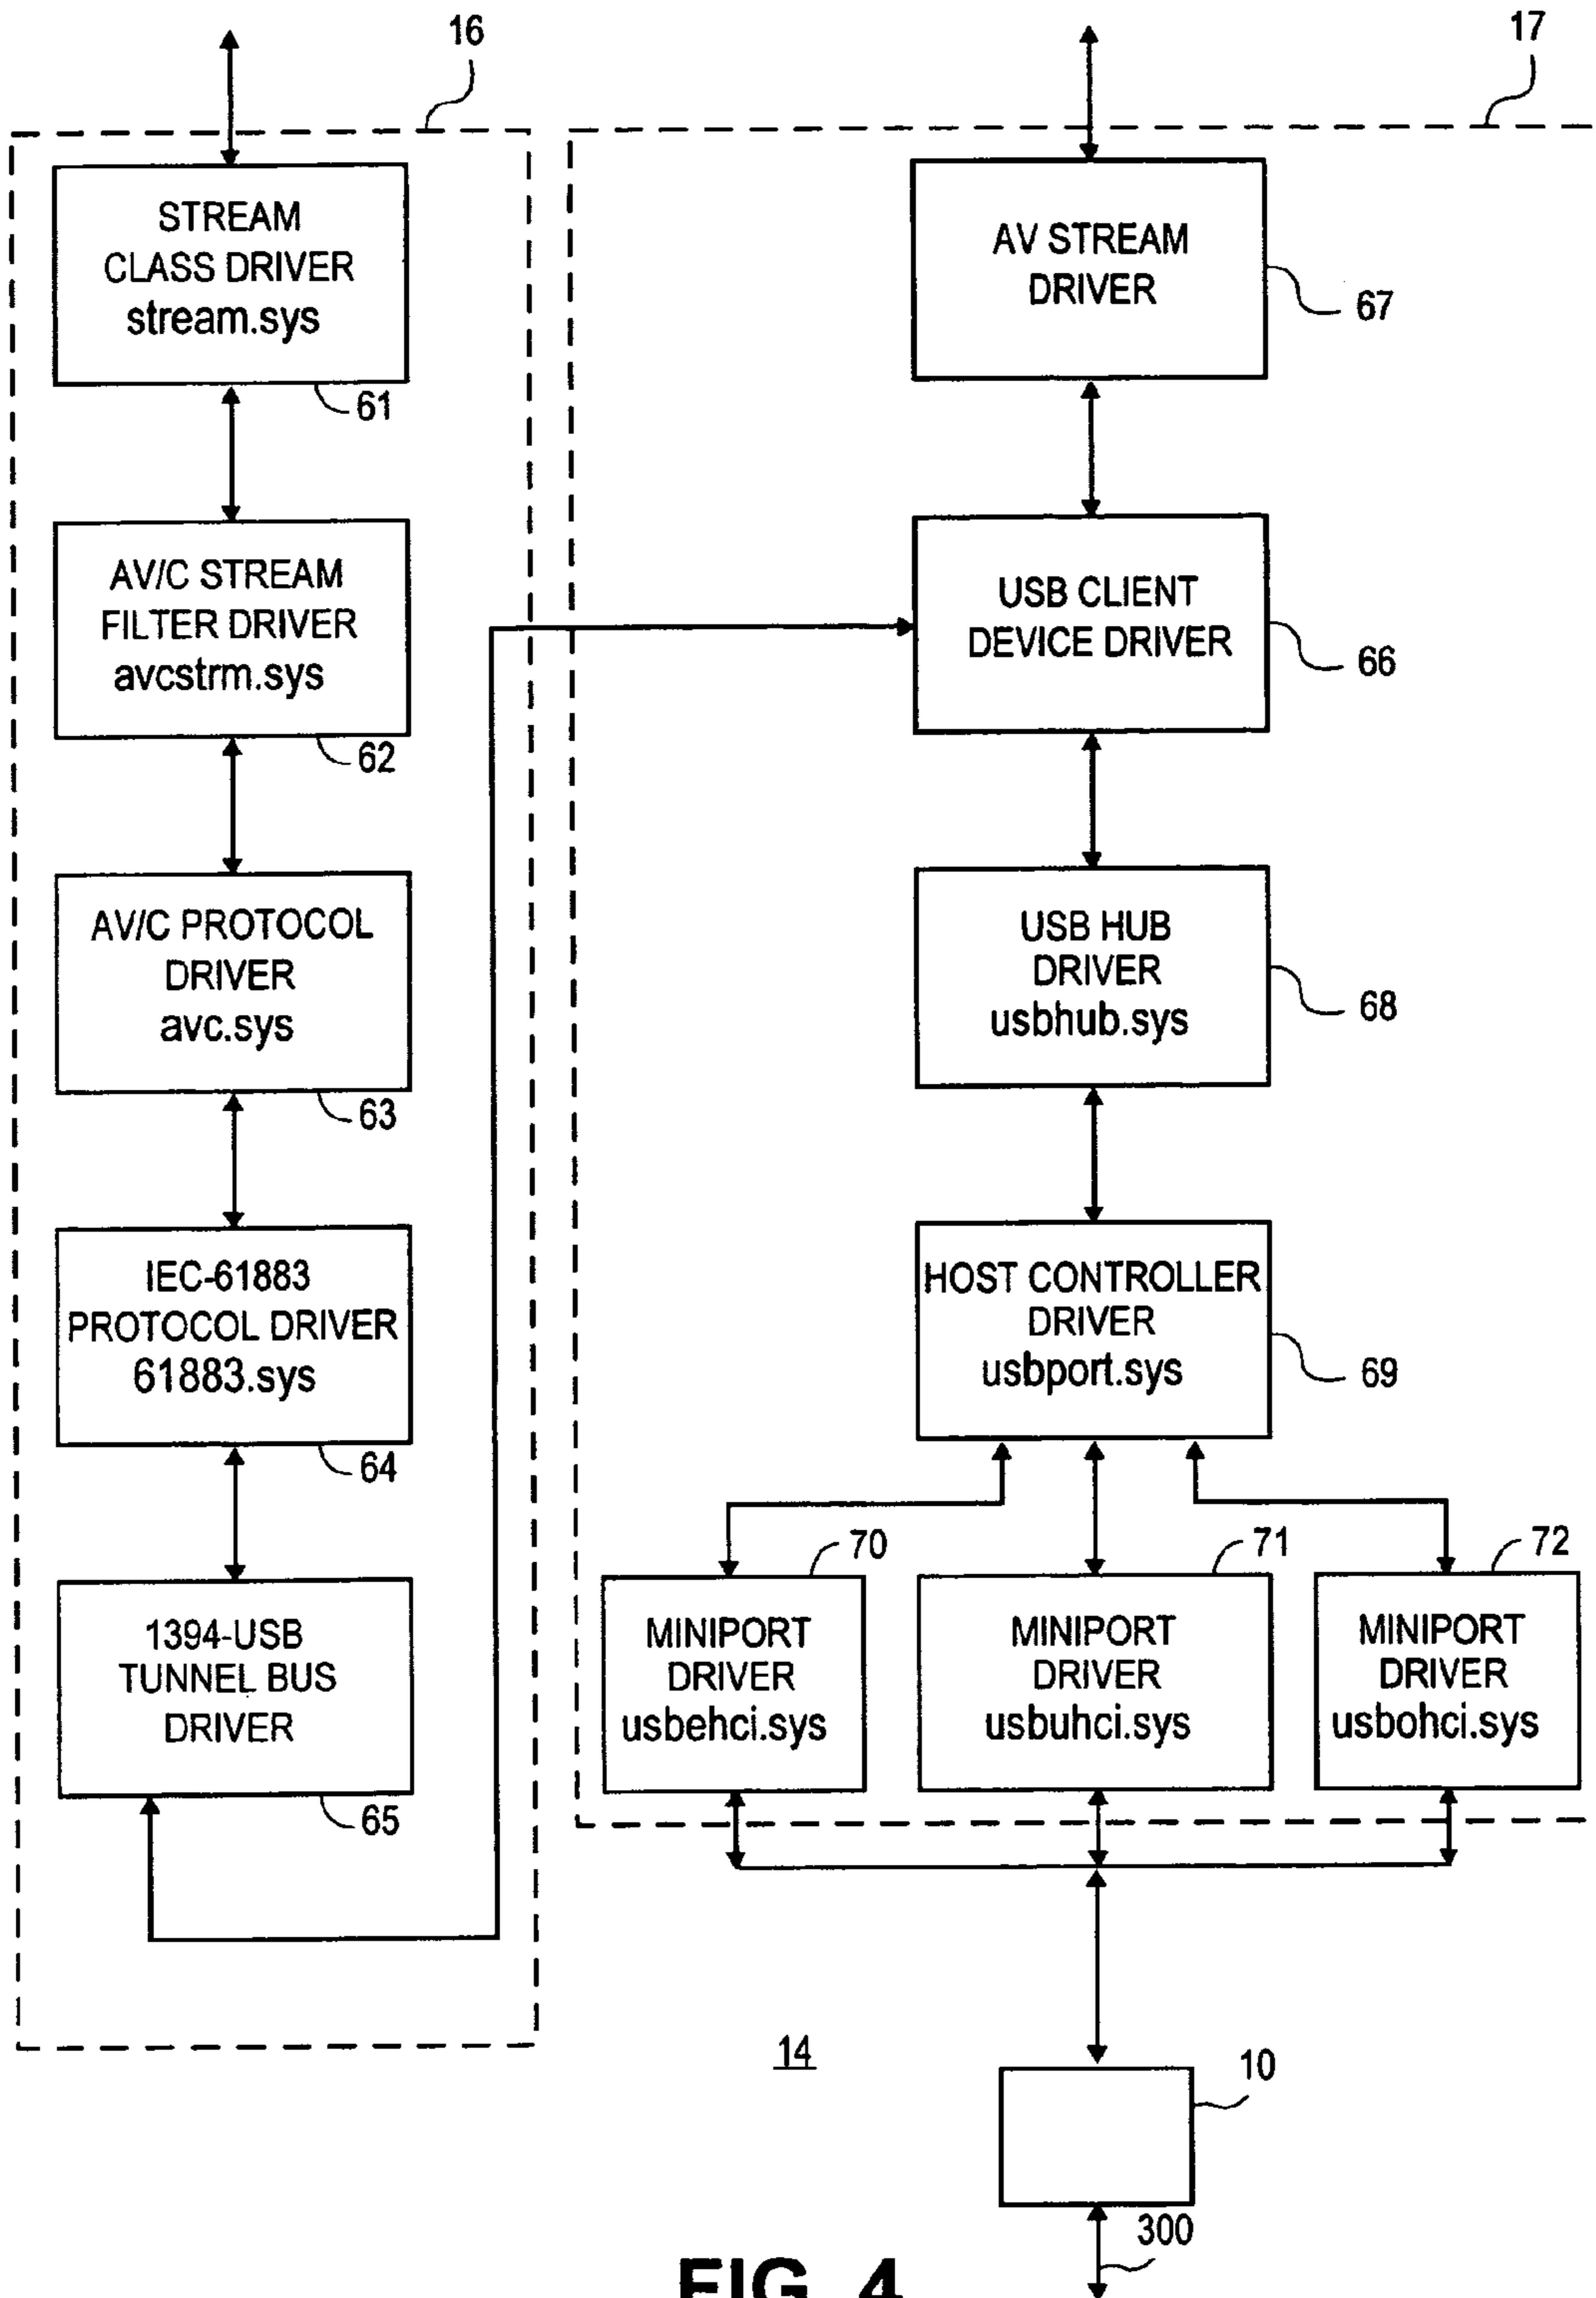 16
17
STREAM
CLASS DRIVER
stream.sys
61
AV STREAM
DRIVER
67
AV/C STREAM
FILTER DRIVER
avcstrm.sys
62
USB CLIENT
DEVICE DRIVER
66
AV/C PROTOCOL
DRIVER
avc.sys
63
USB HUB
DRIVER
usbhub.sys
68
IEC-61883
PROTOCOL DRIVER
61883.sys
64
HOST CONTROLLER
DRIVER
usbport.sys
69
1394-USB
TUNNEL BUS
DRIVER
65
70
MINIPORT
DRIVER
usbehci.sys
71
MINIPORT
DRIVER
usbuhci.sys
72
MINIPORT
DRIVER
usbohci.sys
14
10
300
FIG. 4